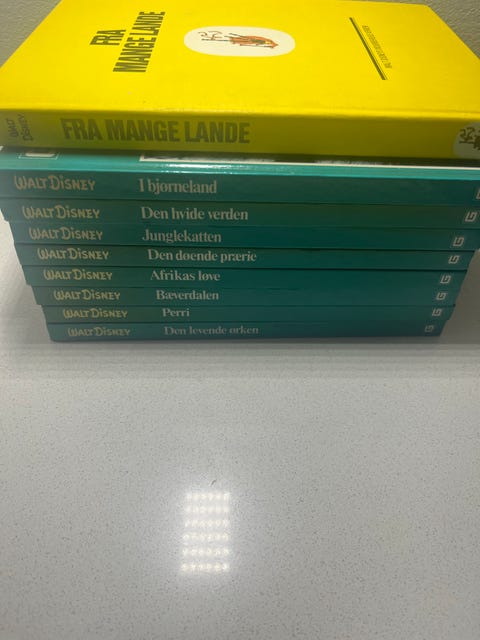 FRA
MANGE LANDE
WALT DISNEY FRA MANGE LANDE
WALT DISNEY I bjørneland
WALT DISNEY Den hvide verden
WALT DISNEY Junglekatten
WALT DISNEY Den døende prærie
WALT DISNEY Afrikas løve
WALT DISNEY Bæverdalen
WALT DISNEY Perri
WALT DISNEY Den levende ørken